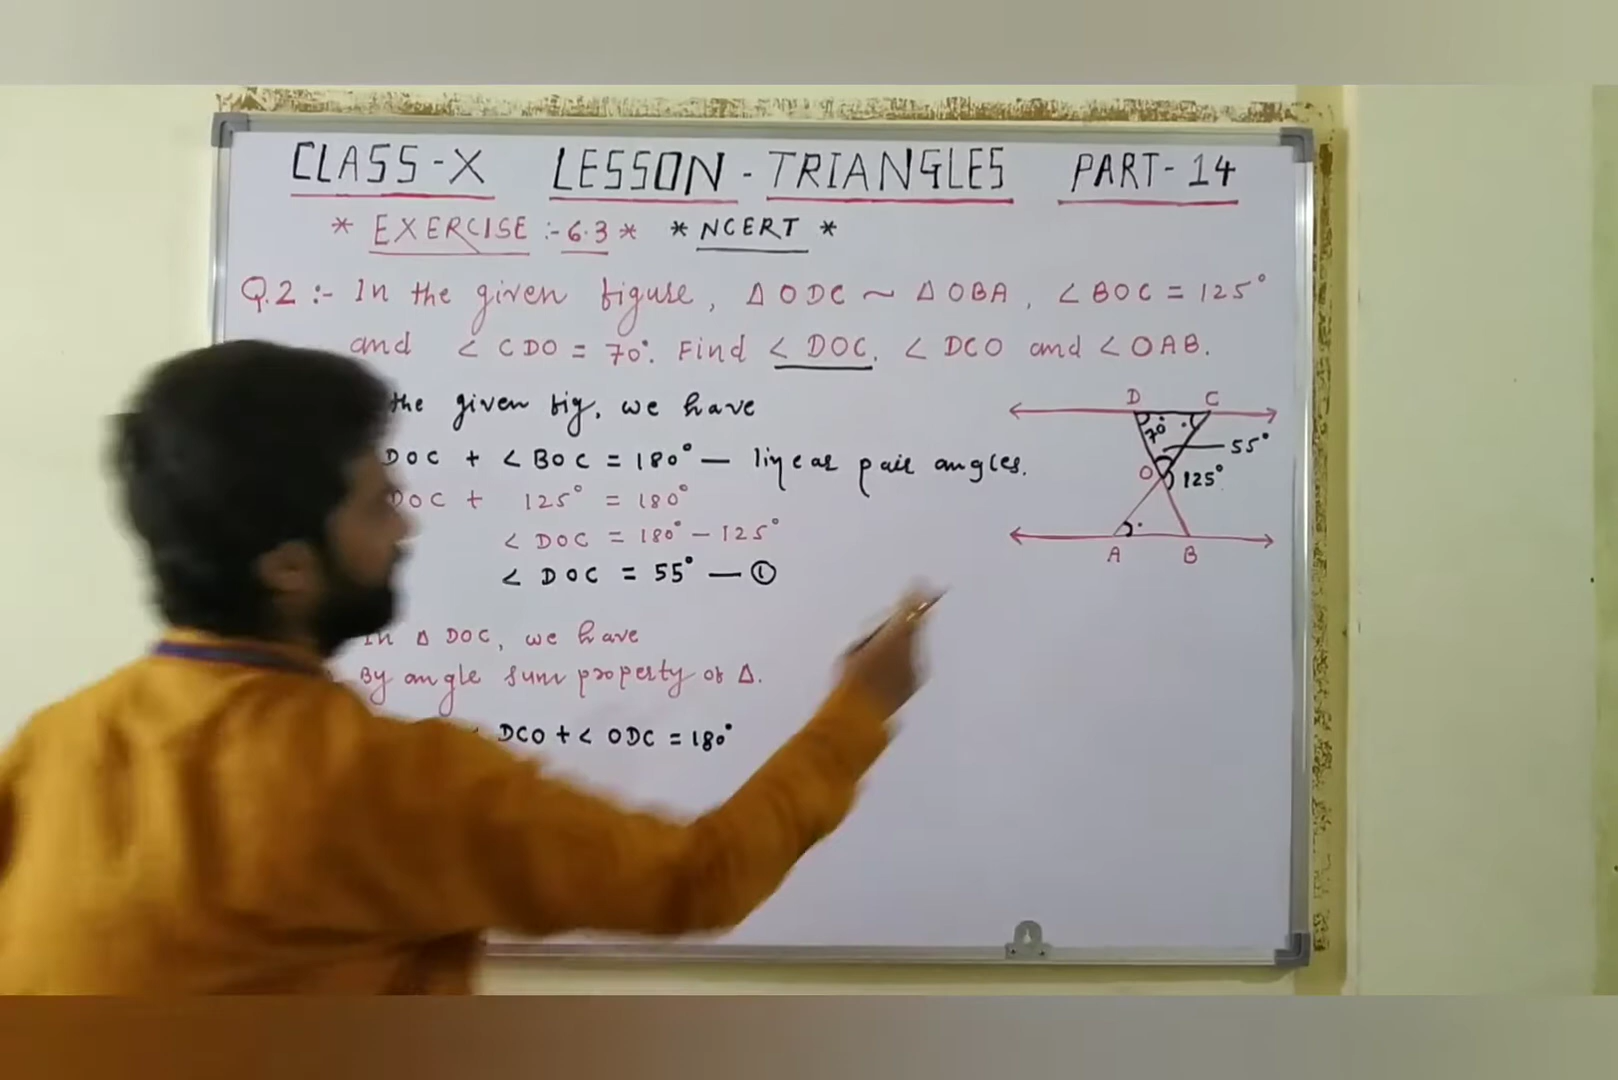 CLASS-X LESSON-TRIANGLES PART-14
* EXERCISE :- 6.3 * * NCERT *
Q.2 :- In the given figure, Δ ODC ~ Δ OBA, ∠ BOC = 125°
and ∠ CDO = 70°. Find ∠ DOC, ∠ DCO and ∠ OAB.
the given fig, we have
DOC + ∠ BOC = 180° — linear pair angles.
DOC + 125° = 180°
∠ DOC = 180° - 125°
∠ DOC = 55° — ①
In Δ DOC, we have
By angle sum property of Δ.
∠ DCO + ∠ ODC = 180°
D C
70°
55°
O 125°
A B